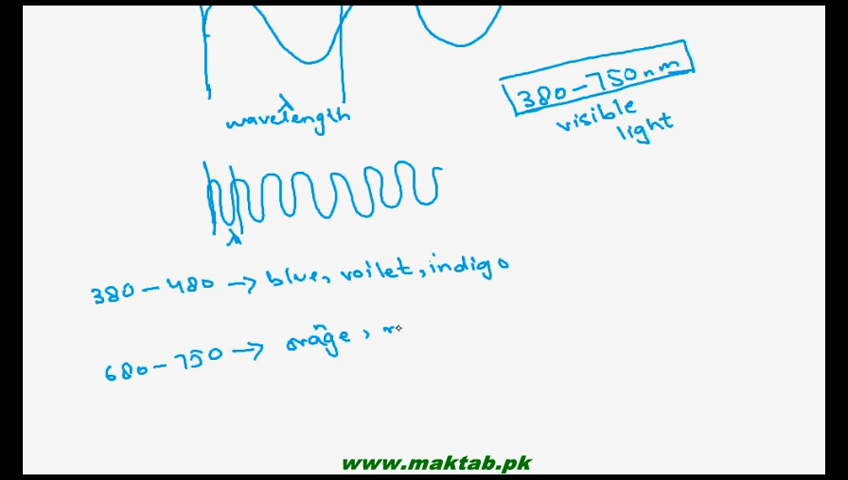 380-750nm
visible
light
λ
wavelength
λ
380-480 → blue, voilet, indigo
680-750 → orange,
www.maktab.pk